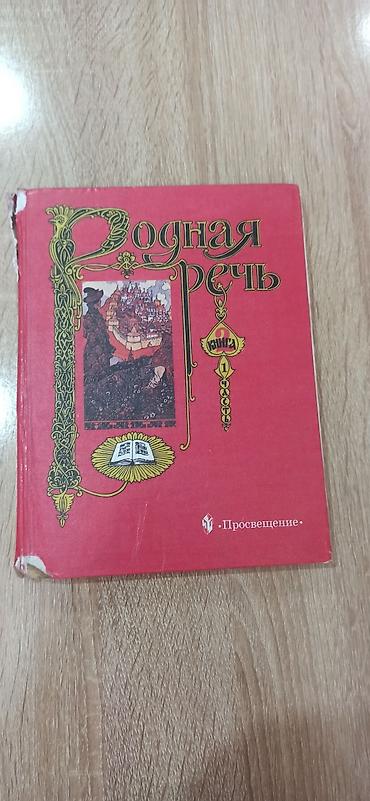 Родная
речь
книга
1 часть
•Просвещение•